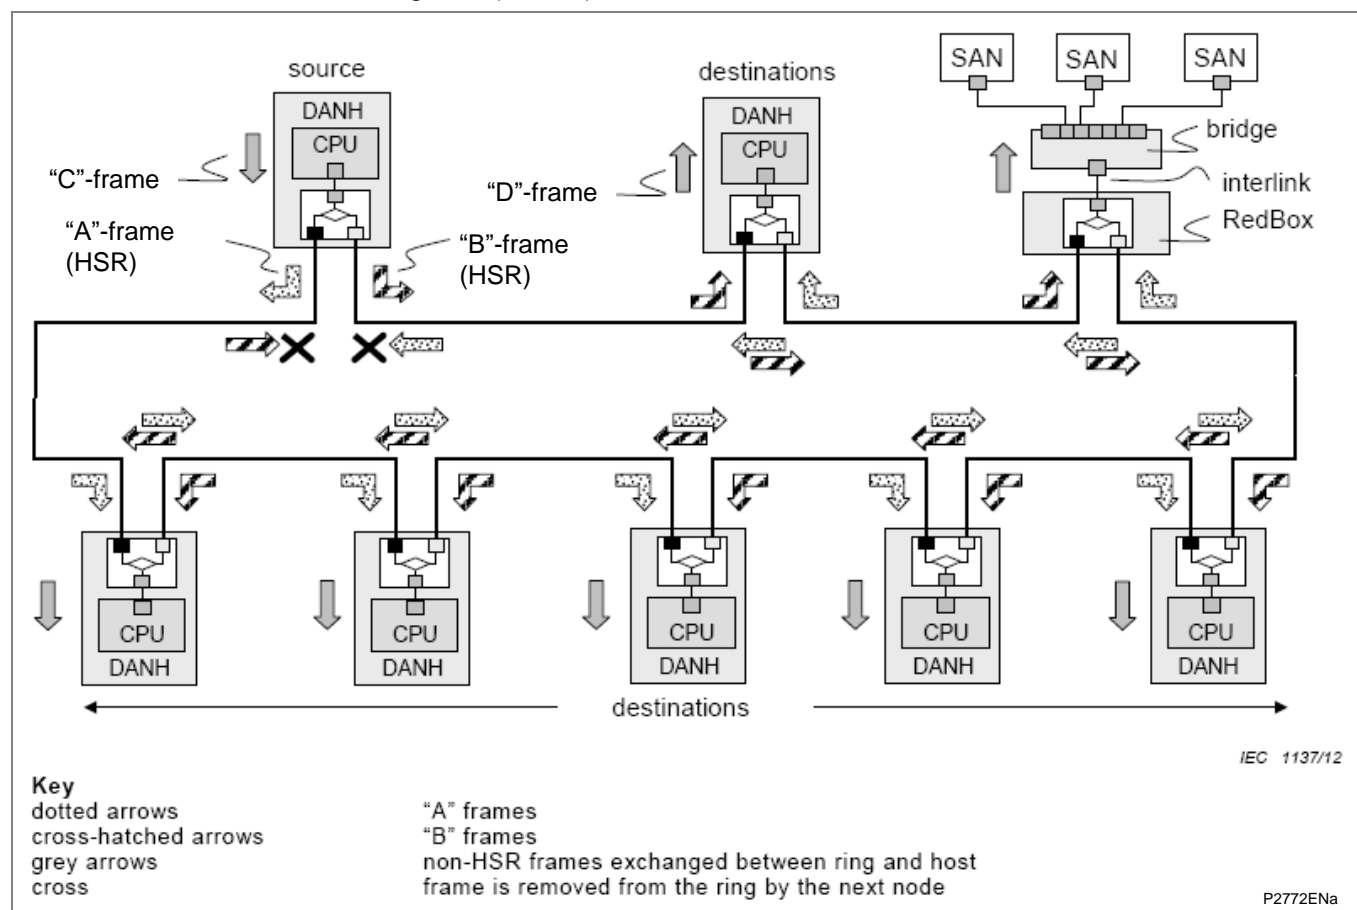 source
destinations
SAN
SAN
SAN
DANH
CPU
DANH
CPU
bridge
"C"-frame
"D"-frame
interlink
RedBox
"A"-frame
(HSR)
"B"-frame
(HSR)
CPU
DANH
CPU
DANH
CPU
DANH
CPU
DANH
CPU
DANH
destinations
IEC 1137/12
Key
dotted arrows "A" frames
cross-hatched arrows "B" frames
grey arrows non-HSR frames exchanged between ring and host
cross frame is removed from the ring by the next node
P2772ENa